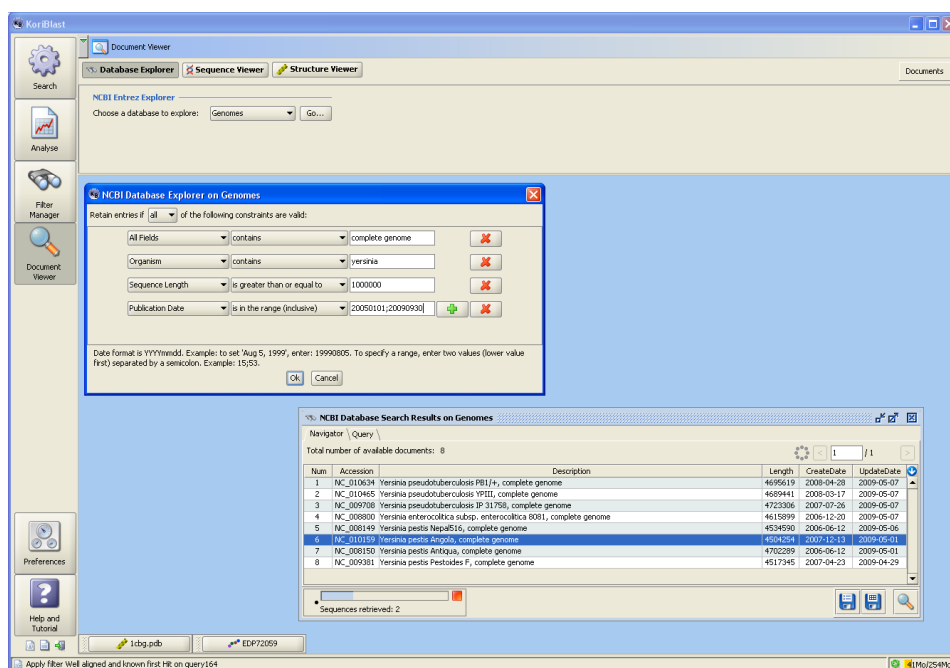 KoriBlast
Document Viewer
Search
Database Explorer Sequence Viewer Structure Viewer Documents
NCBI Entrez Explorer
Choose a database to explore: Genomes Go...
Analyse
Filter
Manager
Document
Viewer
NCBI Database Explorer on Genomes
Retain entries if all of the following constraints are valid:
All Fields contains complete genome
Organism contains yersinia
Sequence Length is greater than or equal to 1000000
Publication Date is in the range (inclusive) 20050101;20090930
Date format is YYYYmmdd. Example: to set 'Aug 5, 1999', enter: 19990805. To specify a range, enter two values (lower value
first) separated by a semicolon. Example: 15;53.
Ok Cancel
NCBI Database Search Results on Genomes
Navigator Query
Total number of available documents: 8 < 1 / 1 >
Num Accession Description Length CreateDate UpdateDate
1 NC_010634 Yersinia pseudotuberculosis PB1/+, complete genome 4695619 2008-04-28 2009-05-07
2 NC_010465 Yersinia pseudotuberculosis YPIII, complete genome 4689441 2008-03-17 2009-05-07
3 NC_009708 Yersinia pseudotuberculosis IP 31758, complete genome 4723306 2007-07-26 2009-05-07
4 NC_008800 Yersinia enterocolitica subsp. enterocolitica 8081, complete genome 4615899 2006-12-20 2009-05-07
5 NC_008149 Yersinia pestis Nepal516, complete genome 4534590 2006-06-12 2009-05-06
6 NC_010159 Yersinia pestis Angola, complete genome 4504254 2007-12-13 2009-05-01
7 NC_008150 Yersinia pestis Antiqua, complete genome 4702289 2006-06-12 2009-05-01
8 NC_009381 Yersinia pestis Pestoides F, complete genome 4517345 2007-04-23 2009-04-29
Sequences retrieved: 2
Preferences
Help and
Tutorial
1cbg.pdb EDP72059
Apply filter Well aligned and known first Hit on query164 41Mo/254Mo